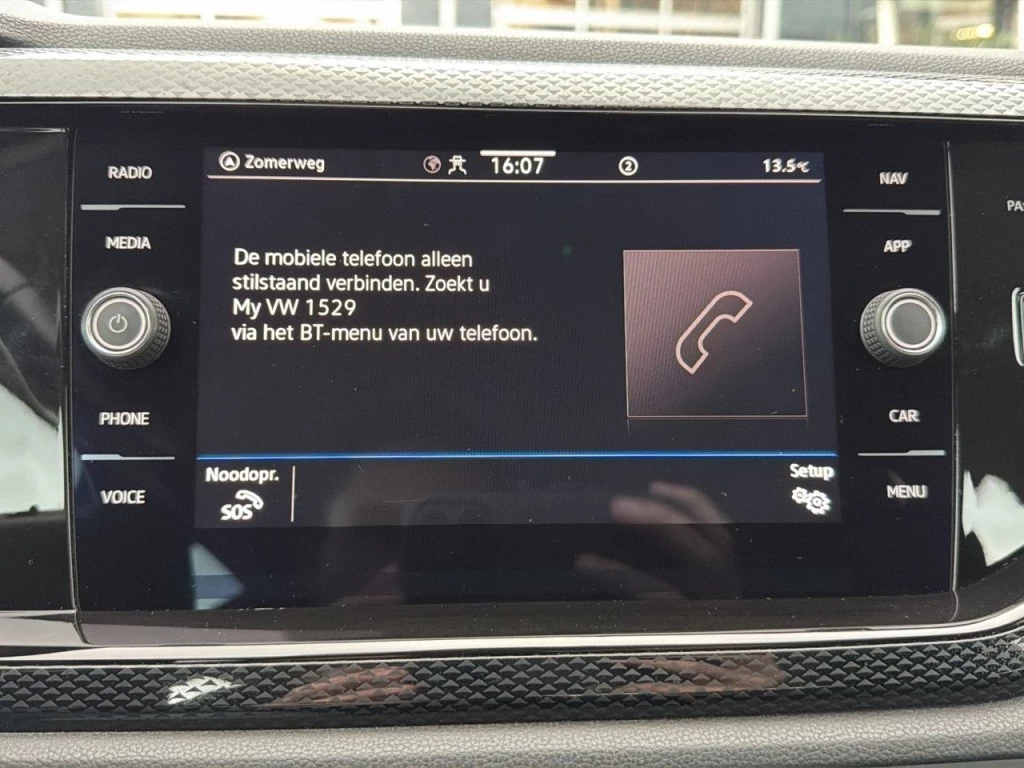 RADIO
MEDIA
PHONE
VOICE
Zomerweg
16:07
2
13.5°C
De mobiele telefoon alleen
stilstaand verbinden. Zoekt u
My VW 1529
via het BT-menu van uw telefoon.
Noodopr.
SOS
Setup
NAV
APP
CAR
MENU
PAS